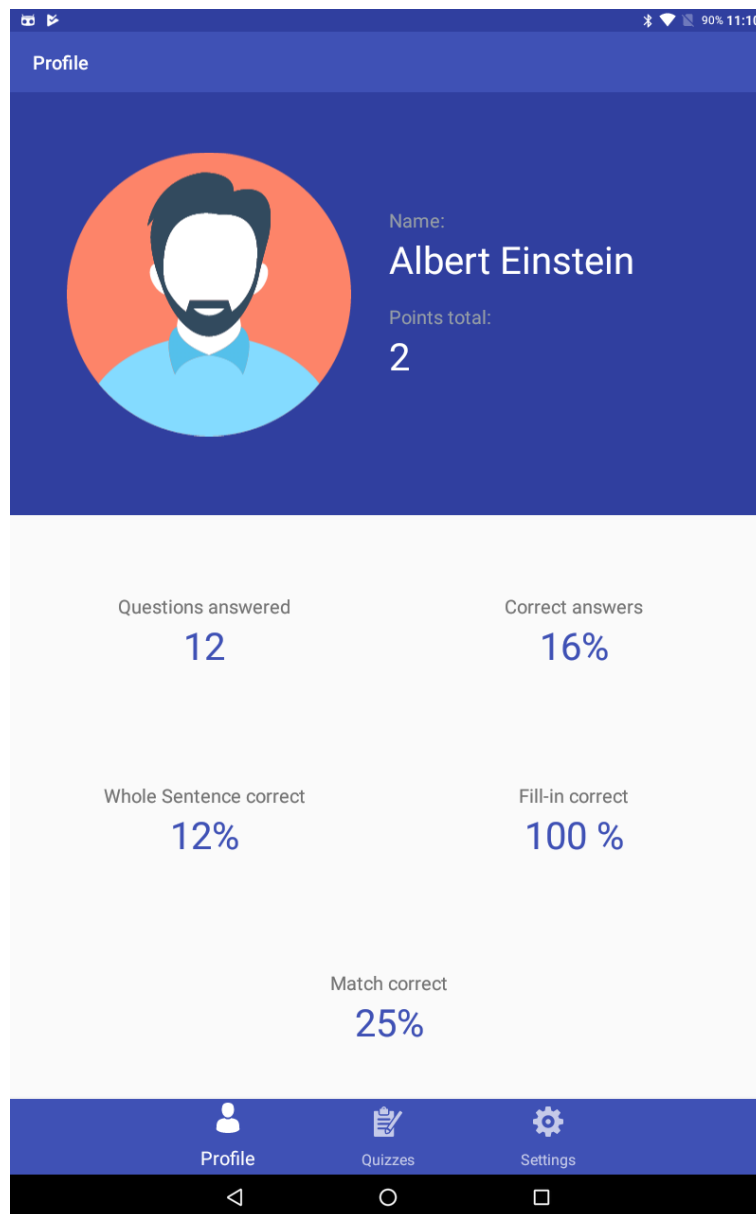 90% 11:10
Profile
Name:
Albert Einstein
Points total:
2
Questions answered
12
Correct answers
16%
Whole Sentence correct
12%
Fill-in correct
100 %
Match correct
25%
Profile
Quizzes
Settings